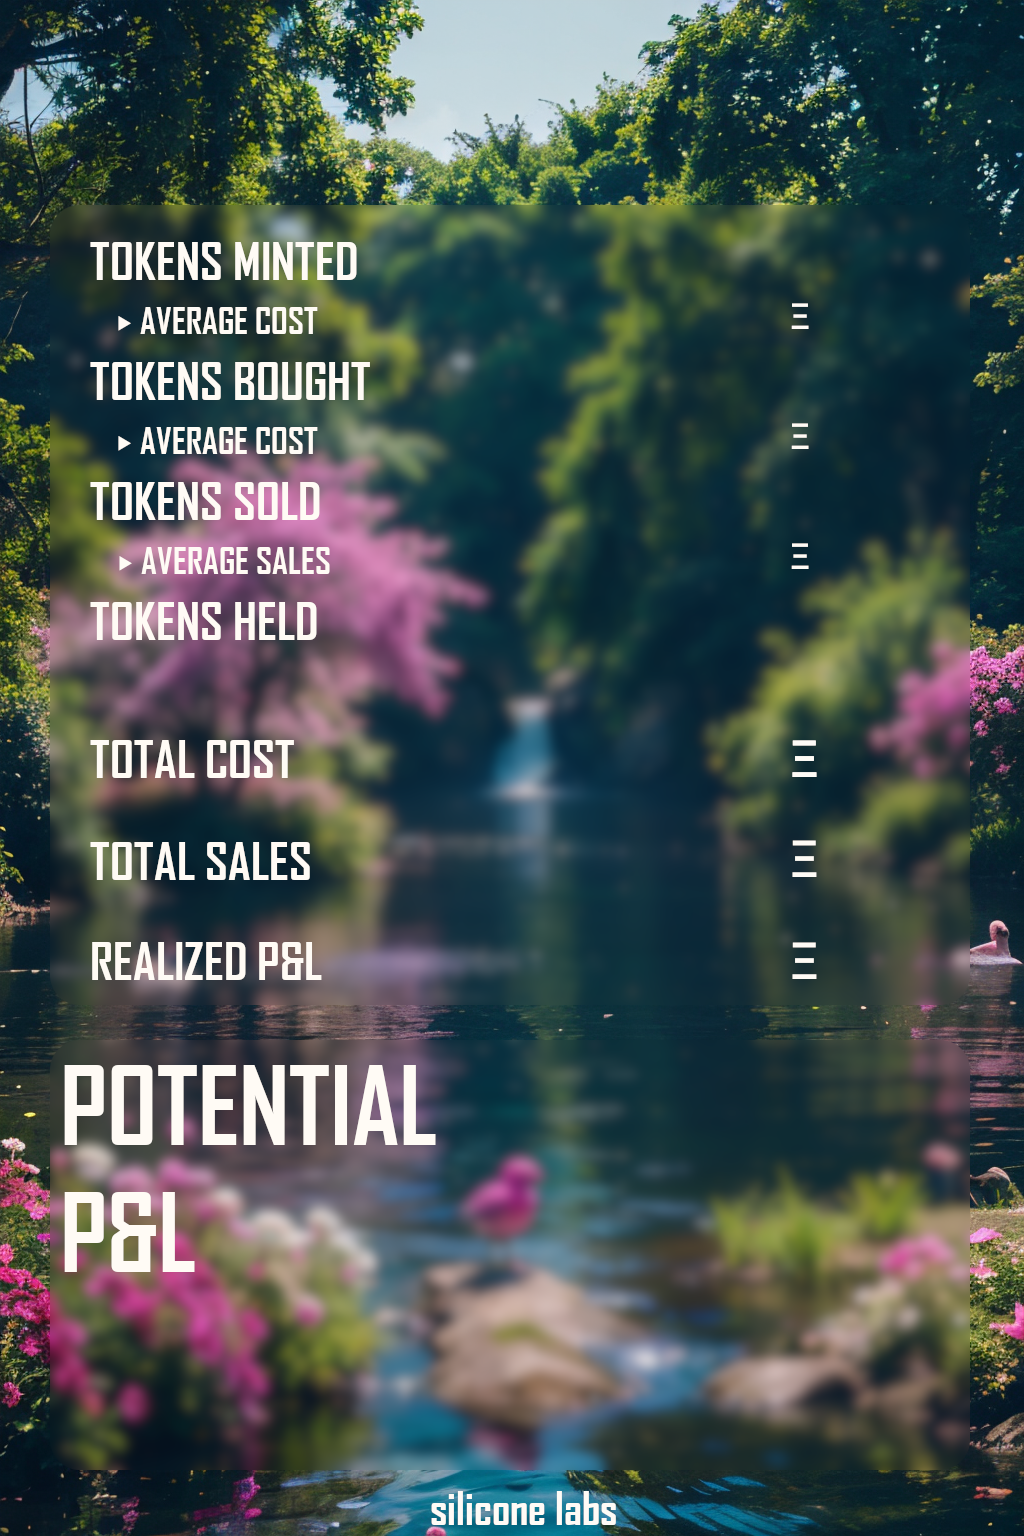 TOKENS MINTED
▸ AVERAGE COST Ξ
TOKENS BOUGHT
▸ AVERAGE COST Ξ
TOKENS SOLD
▸ AVERAGE SALES Ξ
TOKENS HELD
TOTAL COST Ξ
TOTAL SALES Ξ
REALIZED P&L Ξ
POTENTIAL
P&L
silicone labs